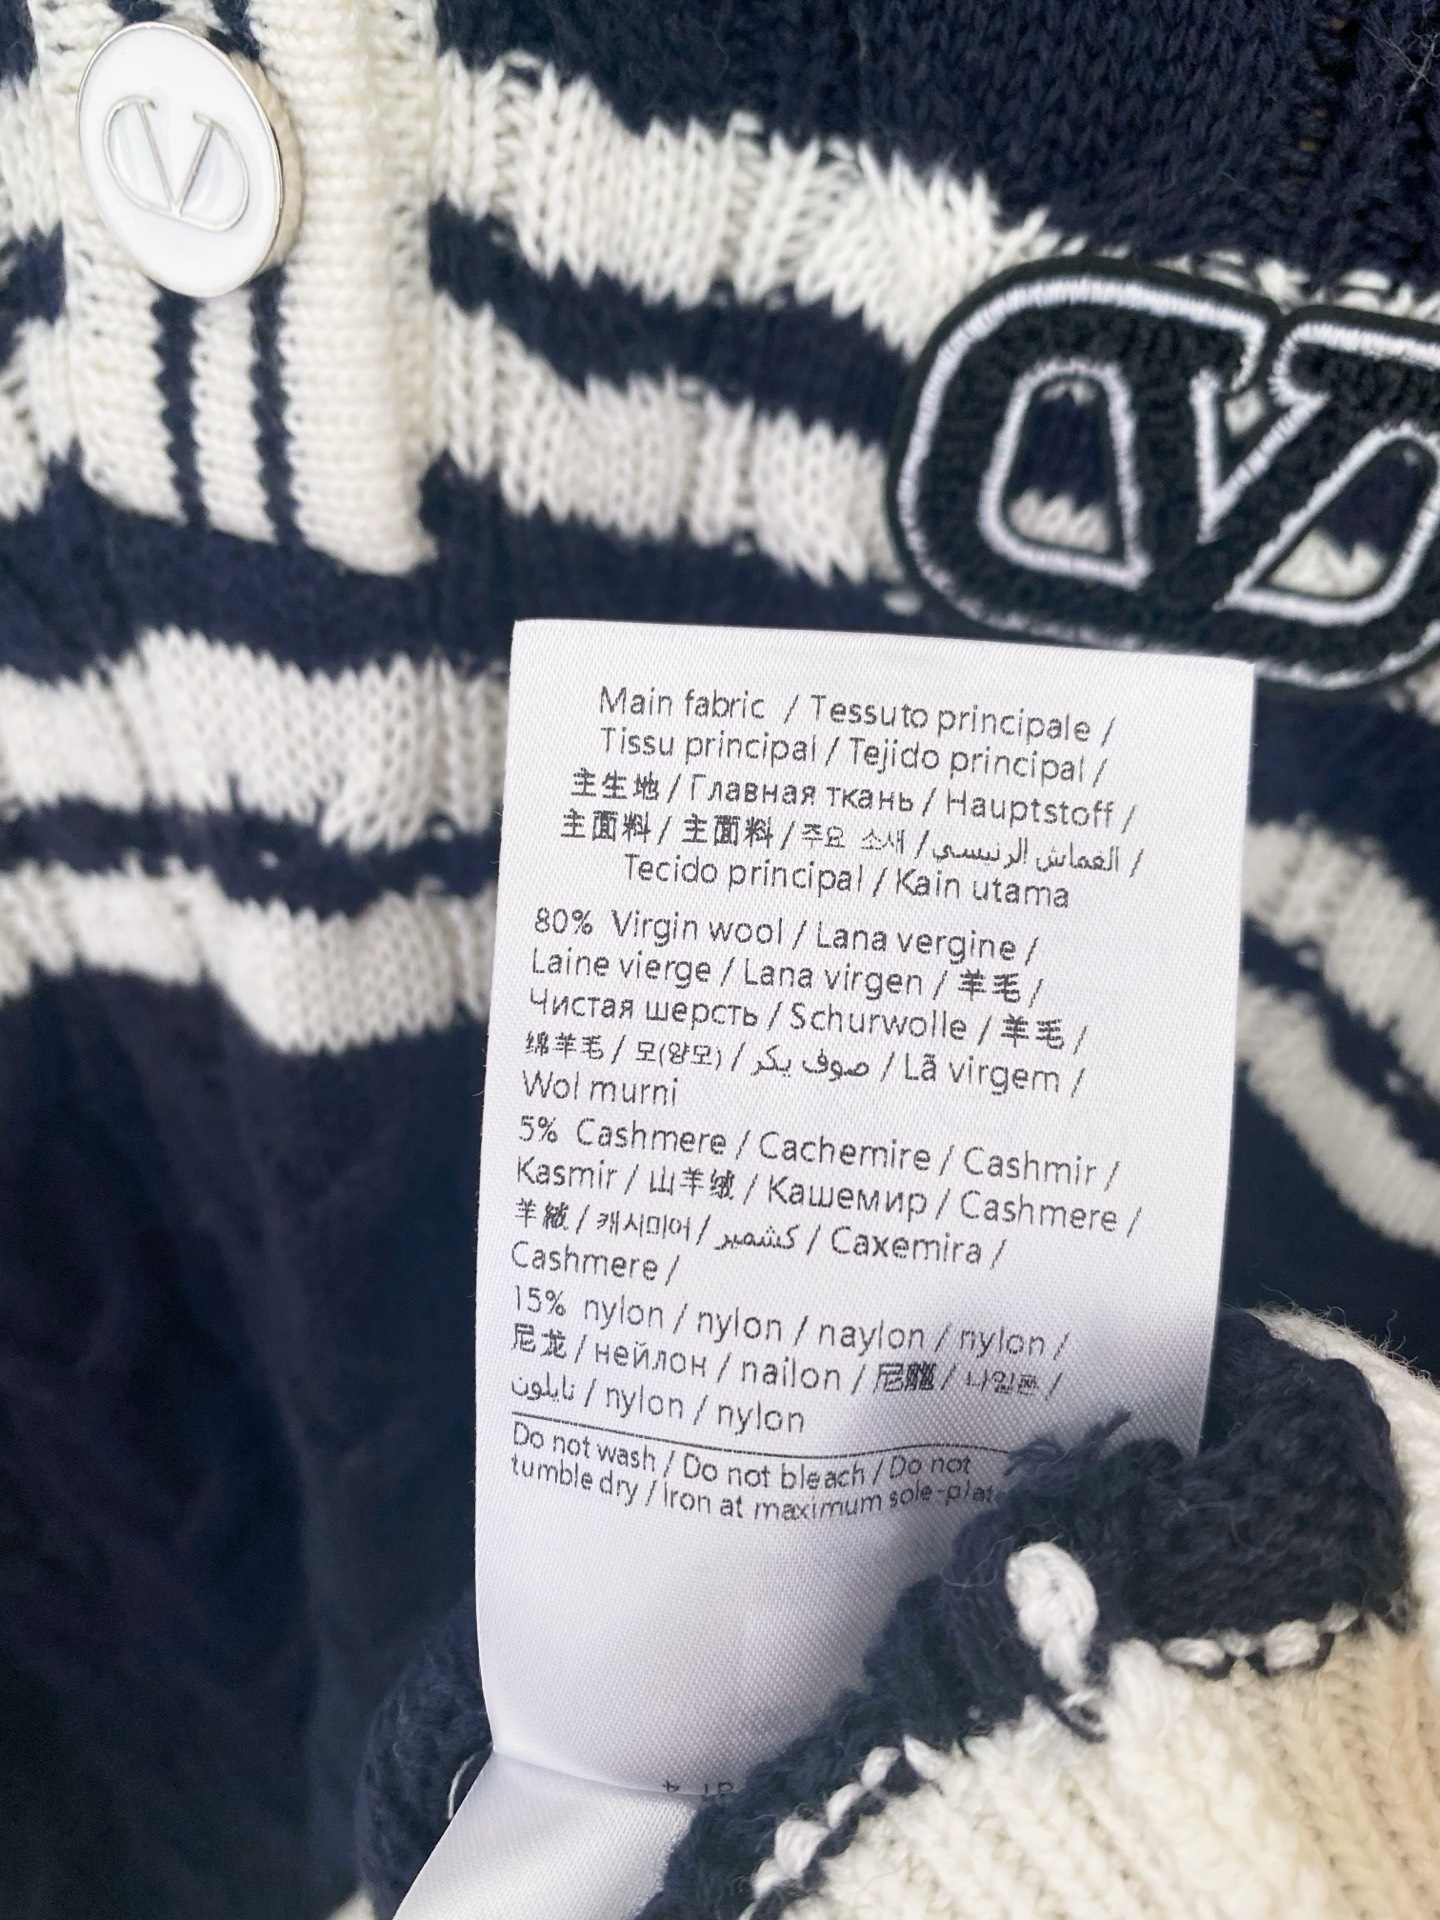 Main fabric / Tessuto principale /
Tissu principal / Tejido principal /
主生地 / Главная ткань / Hauptstoff /
主面料 / 主面料 / 주요 소새 / القماش الرئيسي /
Tecido principal / Kain utama
80% Virgin wool / Lana vergine /
Laine vierge / Lana virgen / 羊毛 /
Чистая шерсть / Schurwolle / 羊毛 /
绵羊毛 / 모(양모) / صوف بكر / Lã virgem /
Wol murni
5% Cashmere / Cachemire / Cashmir /
Kasmir / 山羊绒 / Кашемир / Cashmere /
羊絨 / 캐시미어 / كشمير / Caxemira /
Cashmere /
15% nylon / nylon / naylon / nylon /
尼龙 / нейлон / nailon / 尼龍 / 나일론 /
نايلون / nylon / nylon
Do not wash / Do not bleach / Do not
tumble dry / Iron at maximum sole-plat